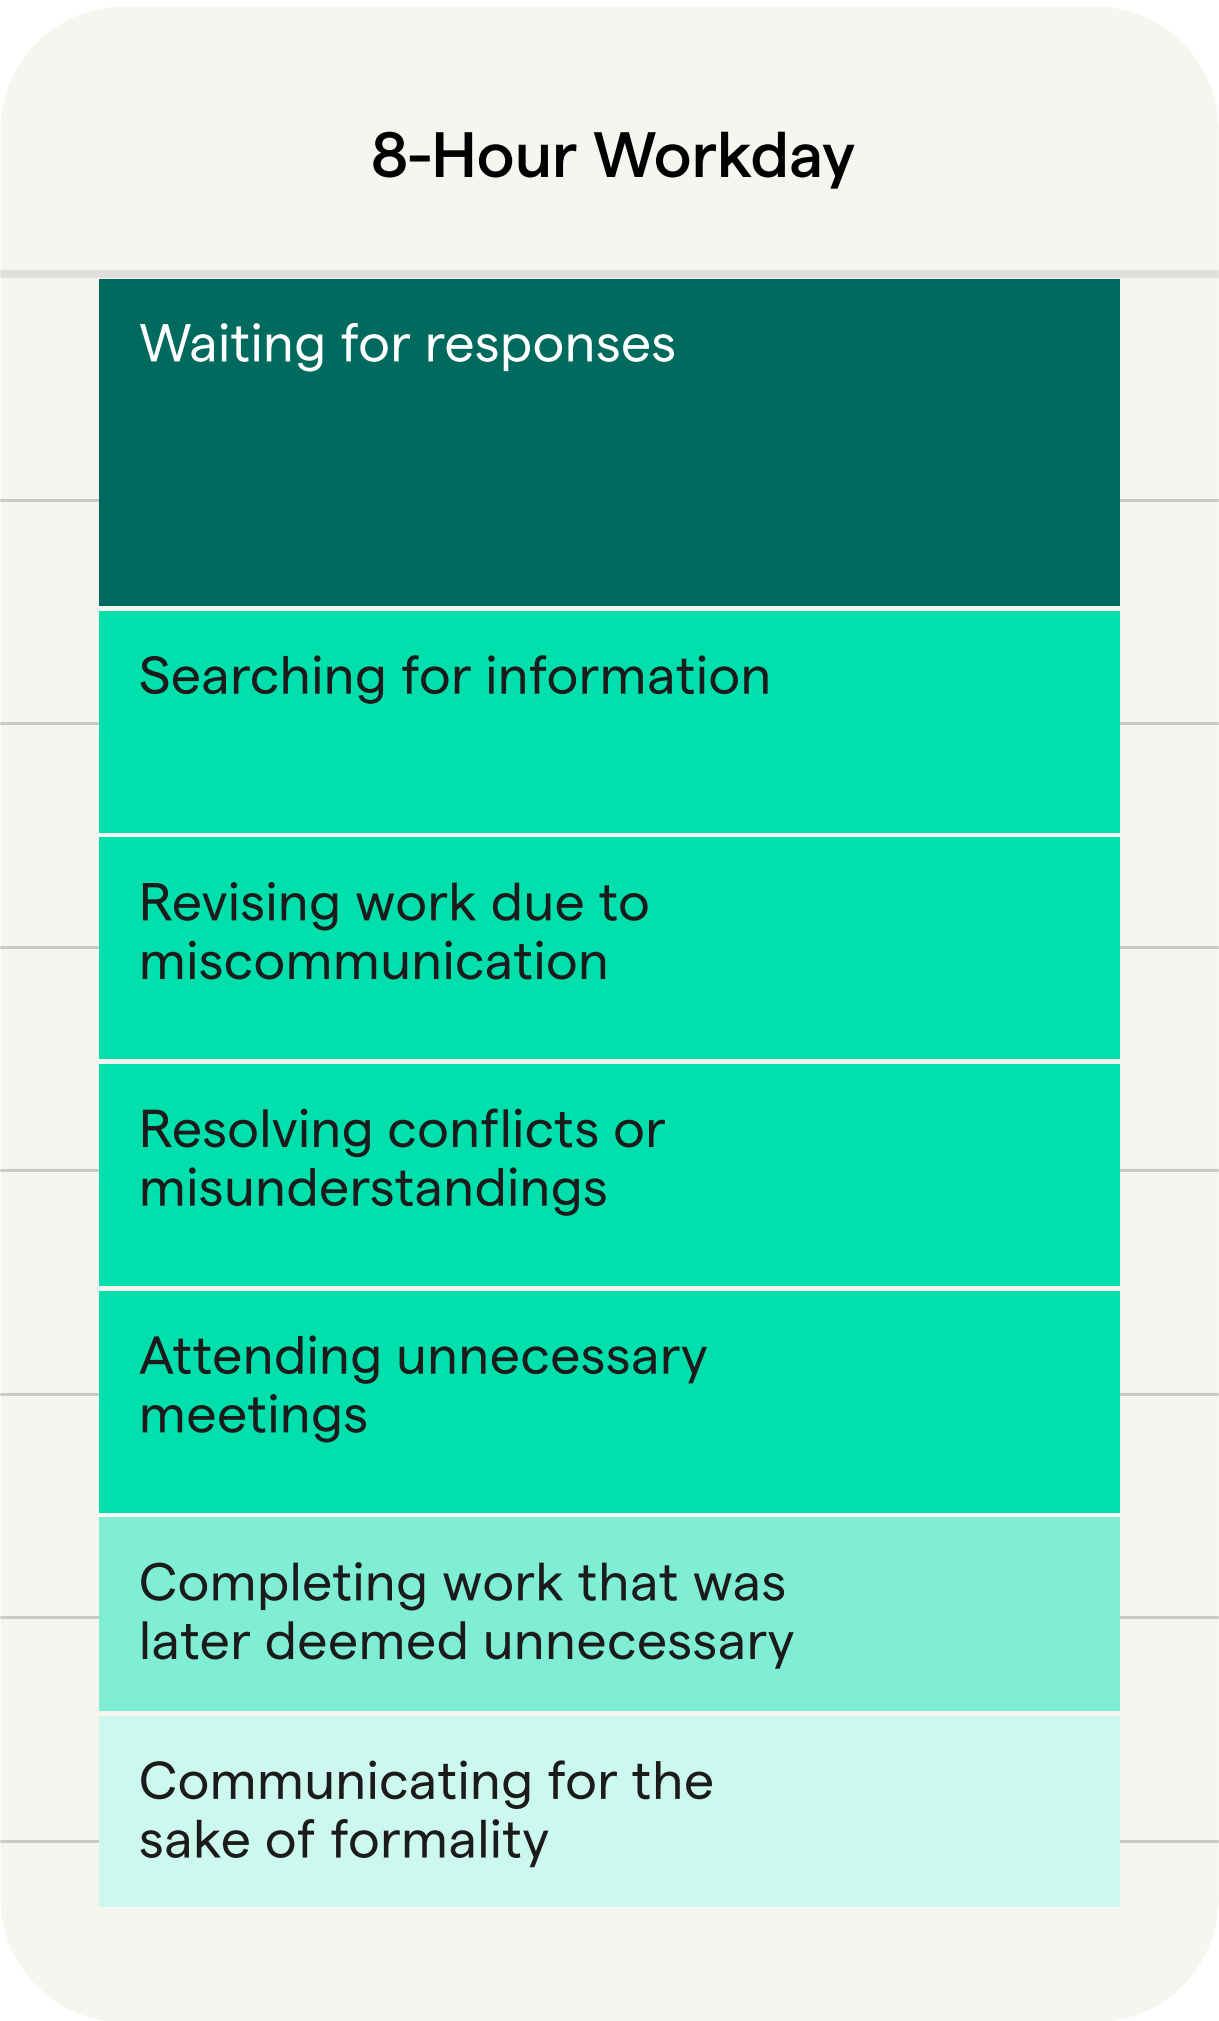 8-Hour Workday
Waiting for responses
Searching for information
Revising work due to
miscommunication
Resolving conflicts or
misunderstandings
Attending unnecessary
meetings
Completing work that was
later deemed unnecessary
Communicating for the
sake of formality